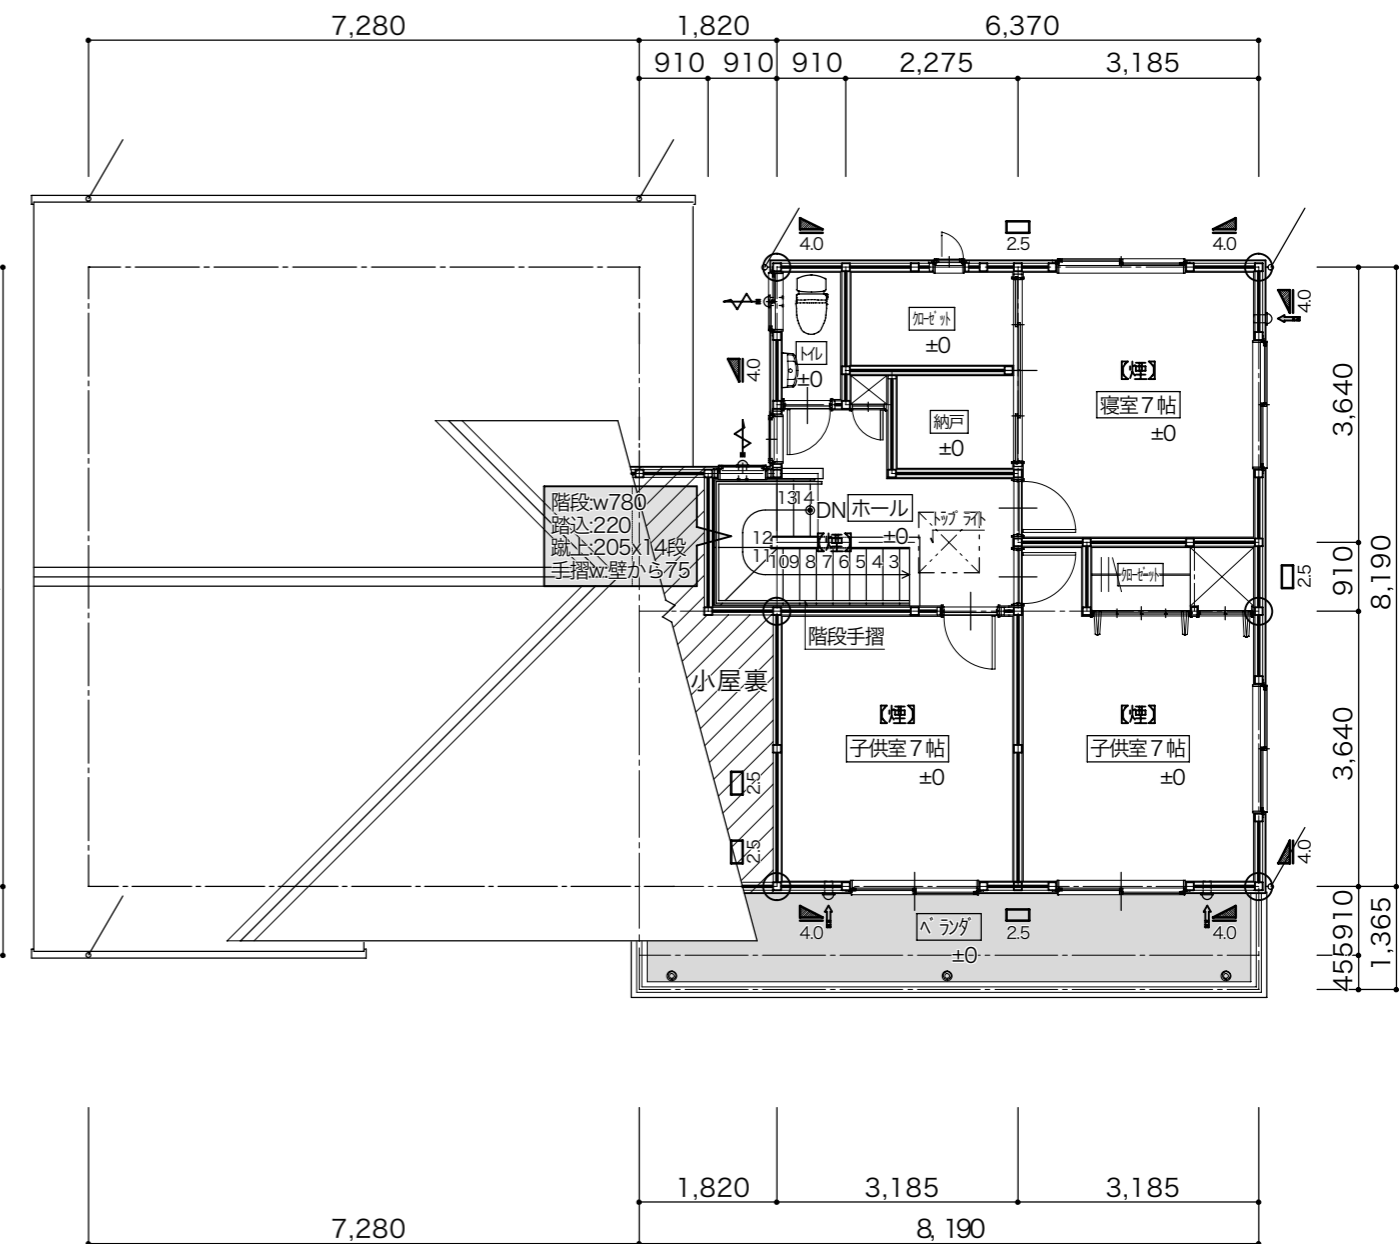 7,280
1,820
6,370
910
910
910
2,275
3,185
4.0
2.5
4.0
4.0
クローゼット
±0
トイレ
±0
4.0
【煙】
寝室7帖
±0
納戸
±0
3,640
階段:w780
踏込:220
蹴上:205x14段
手摺w:壁から75
13
14
DN
ホール
±0
トップライト
12
【煙】
11
10
9
8
7
6
5
4
3
クローゼット
2.5
910
8,190
階段手摺
小屋裏
【煙】
子供室7帖
±0
【煙】
子供室7帖
±0
3,640
2.5
2.5
4.0
4.0
ベランダ
±0
2.5
4.0
910
455
1,365
1,820
3,185
3,185
7,280
8,190